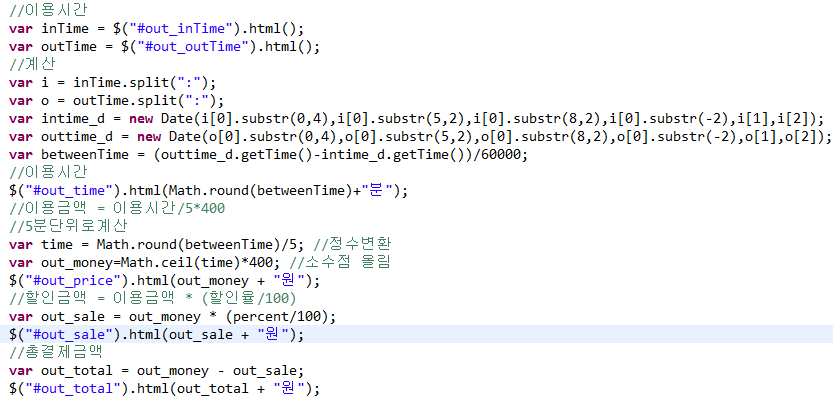 //이용시간
var inTime = $("#out_inTime").html();
var outTime = $("#out_outTime").html();
//계산
var i = inTime.split(":");
var o = outTime.split(":");
var intime_d = new Date(i[0].substr(0,4),i[0].substr(5,2),i[0].substr(8,2),i[0].substr(-2),i[1],i[2]);
var outtime_d = new Date(o[0].substr(0,4),o[0].substr(5,2),o[0].substr(8,2),o[0].substr(-2),o[1],o[2]);
var betweenTime = (outtime_d.getTime()-intime_d.getTime())/60000;
//이용시간
$("#out_time").html(Math.round(betweenTime)+"분");
//이용금액 = 이용시간/5*400
//5분단위로계산
var time = Math.round(betweenTime)/5; //정수변환
var out_money=Math.ceil(time)*400; //소수점 올림
$("#out_price").html(out_money + "원");
//할인금액 = 이용금액 * (할인율/100)
var out_sale = out_money * (percent/100);
$("#out_sale").html(out_sale + "원");
//총결제금액
var out_total = out_money - out_sale;
$("#out_total").html(out_total + "원");